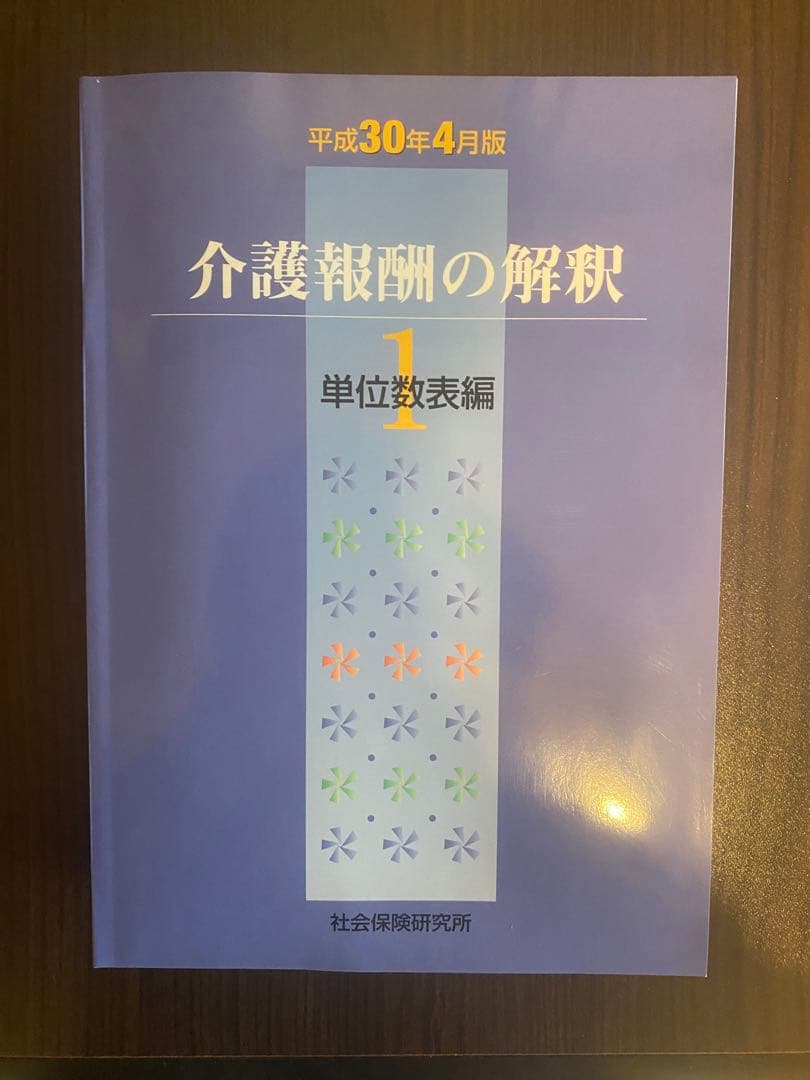 平成30年4月版
介護報酬の解釈
1
単位数表編
社会保険研究所